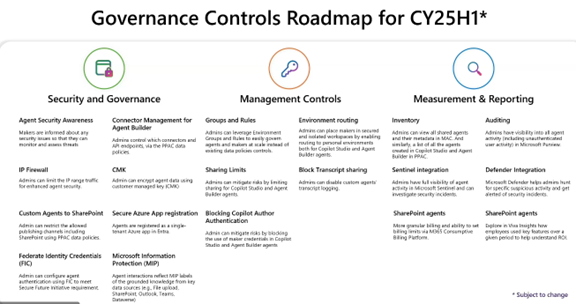 Governance Controls Roadmap for CY25H1*
Security and Governance
Agent Security Awareness
Makers are informed about any
security issues so that they can
monitor and assess threats
IP Firewall
Admin can limit the IP range traffic
for enhanced agent security.
Custom Agents to SharePoint
Admin can restrict the allowed
publishing channels including
SharePoint using PPAC data policies.
Federate Identity Credentials
(FIC)
Admin can configure agent
authentication using FIC to meet
Secure Future Initiative requirement.
Connector Management for
Agent Builder
Admins control which connectors and
API endpoints, via the PPAC data
policies.
CMK
Admin can encrypt agent data using
customer managed key (CMK)
Secure Azure App registration
Agents are registered as a single-
tenant Azure app in Entra.
Microsoft Information
Protection (MIP)
Agent interactions reflect MIP labels
of the grounded knowledge from key
data sources (e.g. File upload,
SharePoint, Outlook, Teams,
Dataverse)
Management Controls
Groups and Rules
Admins can leverage Environment
Groups and Rules to easily govern
agents and makers at scale instead of
existing data policies controls.
Sharing Limits
Admins can mitigate risks by limiting
sharing for Copilot Studio and Agent
Builder agents.
Blocking Copilot Author
Authentication
Admin can mitigate risks by blocking
the use of maker credentials in Copilot
Studio and Agent Builder agents
Environment routing
Admins can place makers in secured
and isolated workspaces by enabling
routing to personal environments
both for Copilot Studio and Agent
Builder agents.
Block Transcript sharing
Admins can disable custom agents'
transcript logging.
Measurement & Reporting
Inventory
Admins can view all shared agents
and their metadata in MAC. And
similarly, a list of all the agents
created in Copilot Studio and Agent
Builder in PPAC.
Sentinel integration
Admins have full visibility of agent
activity in Microsoft Sentinel and can
investigate security incidents.
SharePoint agents
More granular billing and ability to set
billing limits via M365 Consumptive
Billing Platform.
Auditing
Admins have visibility into all agent
activity (including unauthenticated
user activity) in Microsoft Purview.
Defender Integration
Microsoft Defender helps admins hunt
for specific suspicious activity and get
alerted of security incidents.
SharePoint agents
Explore in Viva Insights how
employees used key features over a
given period to help understand ROI.
* Subject to change